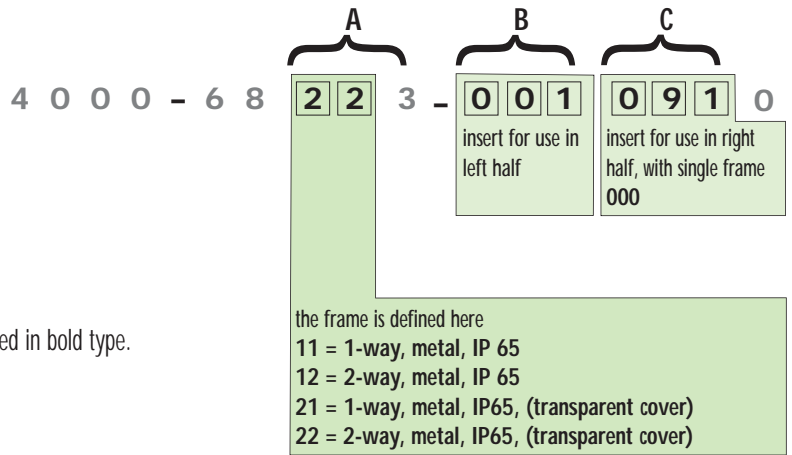 A B C
4 0 0 0 - 6 8 2 2 3 - 0 0 1 0 9 1 0
insert for use in
left half
insert for use in right
half, with single frame
000
the frame is defined here
11 = 1-way, metal, IP 65
ed in bold type.
12 = 2-way, metal, IP 65
21 = 1-way, metal, IP65, (transparent cover)
22 = 2-way, metal, IP65, (transparent cover)